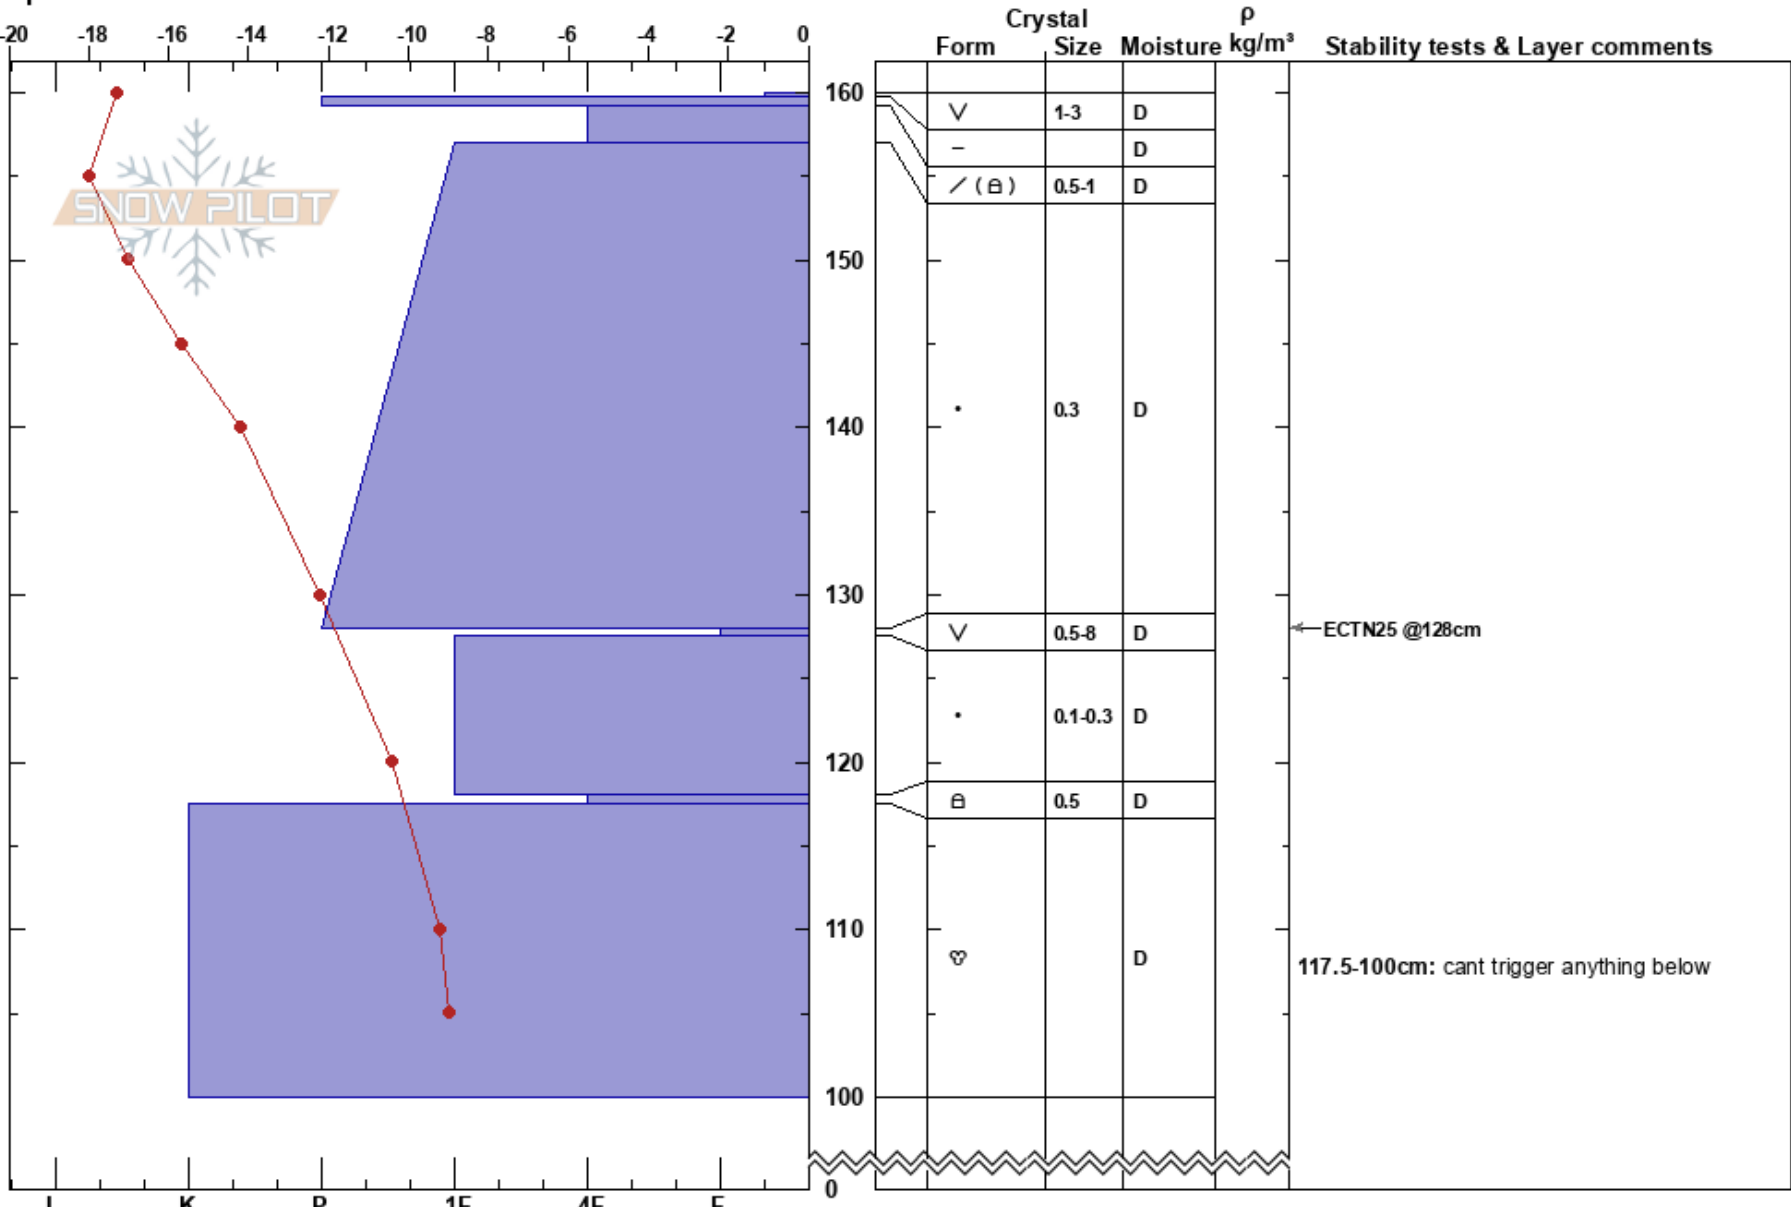 Crystal ρ
-20 -18 -16 -14 -12 -10 -8 -6 -4 -2 0 Form Size Moisture kg/m³ Stability tests & Layer comments
160
V 1-3 D
– D
/ (⌂) 0.5-1 D
SNOW PILOT
150
140 • 0.3 D
130
V 0.5-8 D ECTN25 @128cm
• 0.1-0.3 D
120
0.5 D
110
D 117.5-100cm: cant trigger anything below
100
0
I K P 1F 4F F